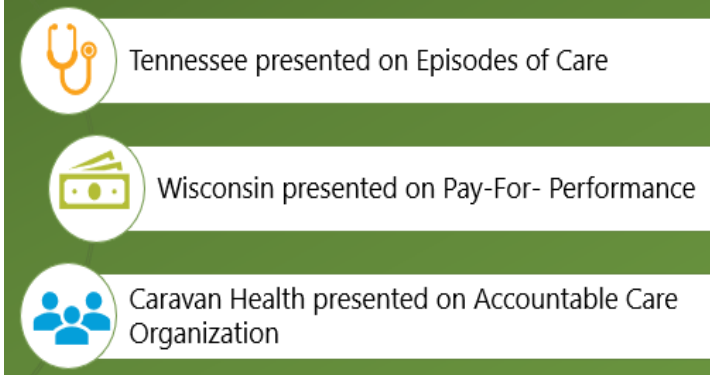 Tennessee presented on Episodes of Care
Wisconsin presented on Pay-For- Performance
Caravan Health presented on Accountable Care
Organization